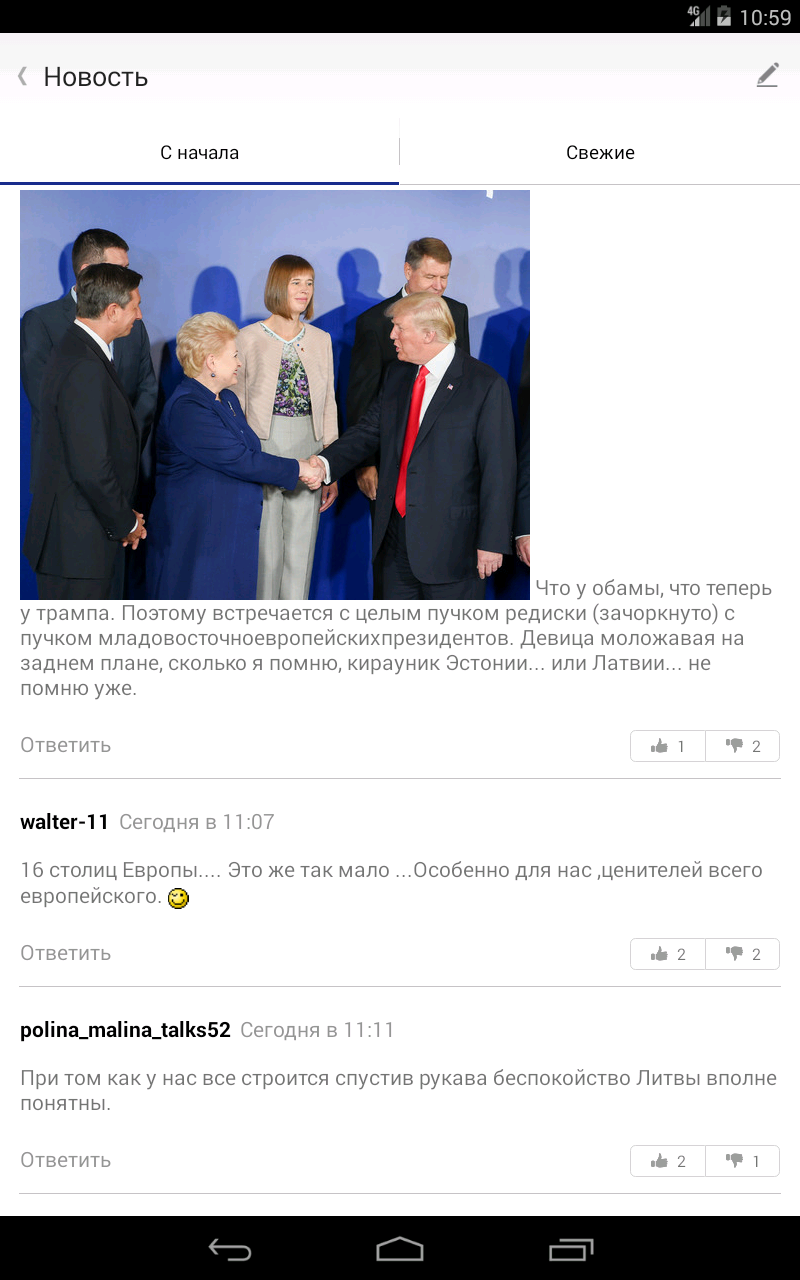 4G
10:59
Новость
С начала
Свежие
Что у обамы, что теперь
у трампа. Поэтому встречается с целым пучком редиски (зачоркнуто) с
пучком младовосточноевропейскихпрезидентов. Девица моложавая на
заднем плане, сколько я помню, кирауник Эстонии... или Латвии... не
помню уже.
Ответить
1
2
walter-11 Сегодня в 11:07
16 столиц Европы.... Это же так мало ...Особенно для нас ,ценителей всего
европейского.
Ответить
2
2
polina_malina_talks52 Сегодня в 11:11
При том как у нас все строится спустив рукава беспокойство Литвы вполне
понятны.
Ответить
2
1